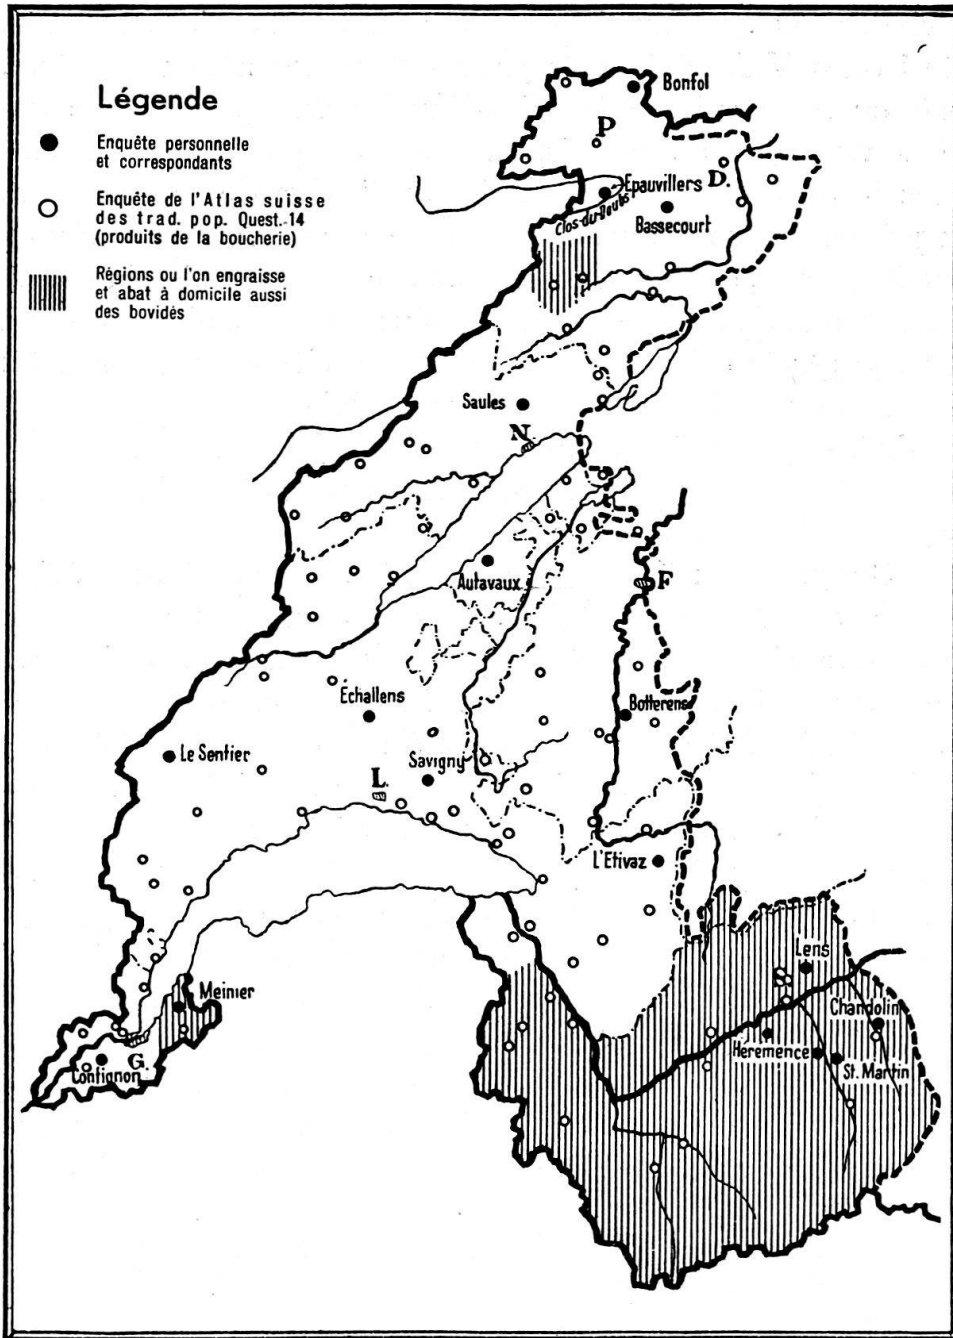 Légende
Enquête personnelle
et correspondants
Enquête de l'Atlas suisse
des trad. pop. Quest. 14
(produits de la boucherie)
Régions ou l'on engraisse
et abat à domicile aussi
des bovidés
Bonfol
P
Epauvillers
D.
Clos-du-Doubs
Bassecourt
Saules
N.
Autavaux
F
Échallens
Botterens
Le Sentier
Savigny
L.
L'Etivaz
Lens
S.
Meinier
Chandolin
Heremence
G.
Contignon
St. Martin